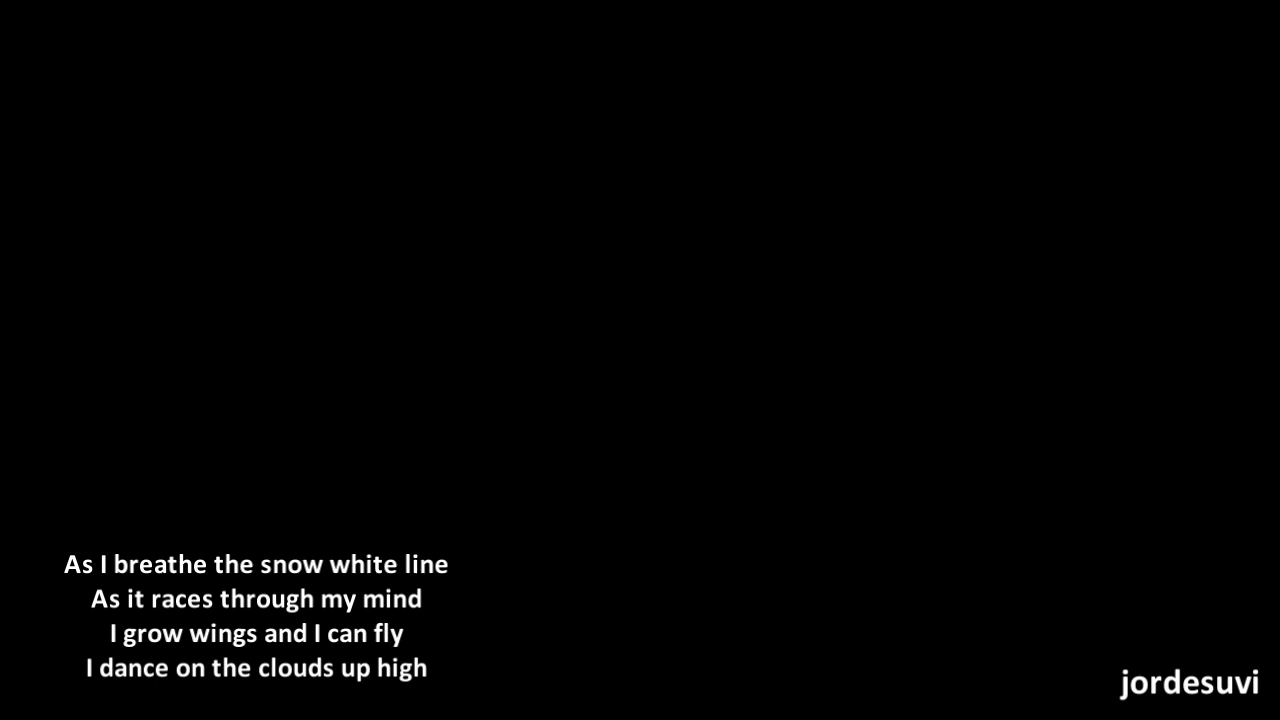 As I breathe the snow white line
As it races through my mind
I grow wings and I can fly
I dance on the clouds up high
jordesuvi